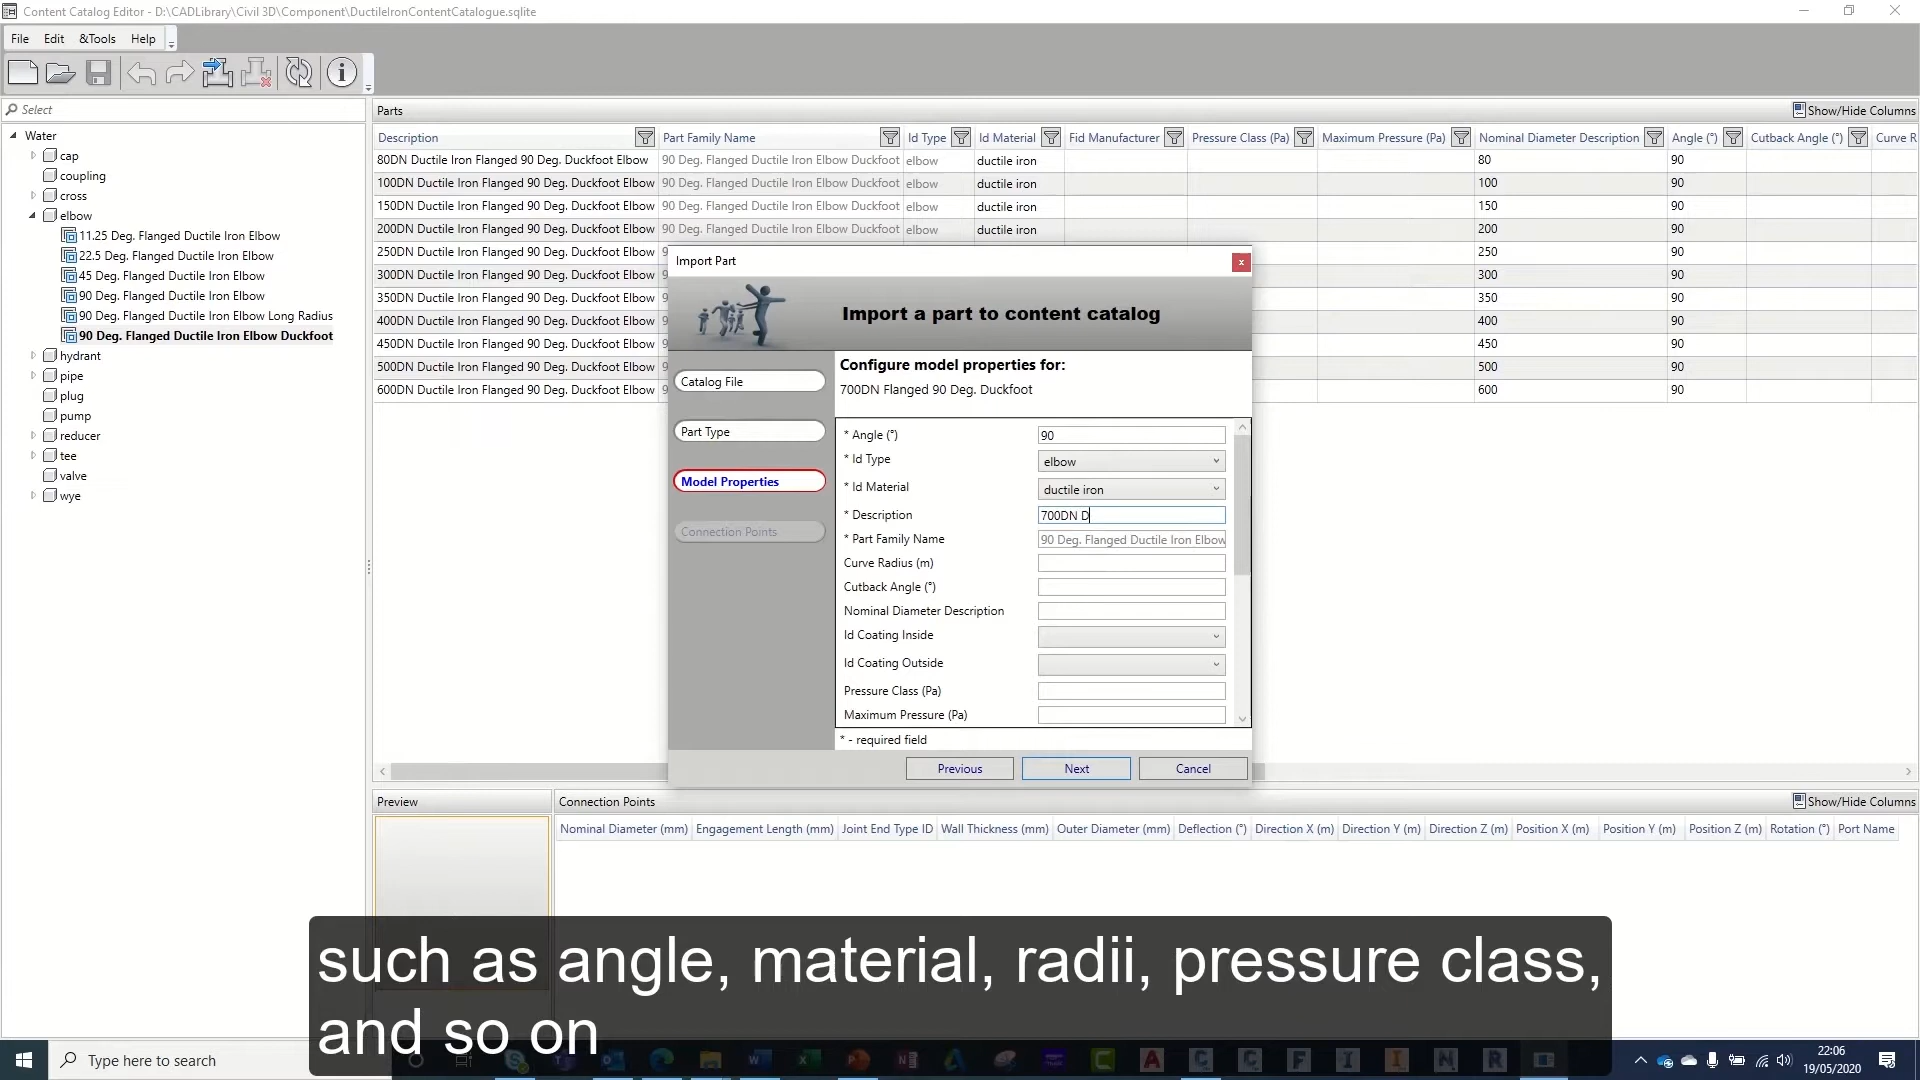 Content Catalog Editor - D:\CADLibrary\Civil 3D\Component\DuctileIronContentCatalogue.sqlite
File Edit &Tools Help
Select
Water
cap
coupling
cross
elbow
11.25 Deg. Flanged Ductile Iron Elbow
22.5 Deg. Flanged Ductile Iron Elbow
45 Deg. Flanged Ductile Iron Elbow
90 Deg. Flanged Ductile Iron Elbow
90 Deg. Flanged Ductile Iron Elbow Long Radius
90 Deg. Flanged Ductile Iron Elbow Duckfoot
hydrant
pipe
plug
pump
reducer
tee
valve
wye
Parts Show/Hide Columns
Description Part Family Name Id Type Id Material Fid Manufacturer Pressure Class (Pa) Maximum Pressure (Pa) Nominal Diameter Description Angle (°) Cutback Angle (°) Curve R
80DN Ductile Iron Flanged 90 Deg. Duckfoot Elbow 90 Deg. Flanged Ductile Iron Elbow Duckfoot elbow ductile iron 80 90
100DN Ductile Iron Flanged 90 Deg. Duckfoot Elbow 90 Deg. Flanged Ductile Iron Elbow Duckfoot elbow ductile iron 100 90
150DN Ductile Iron Flanged 90 Deg. Duckfoot Elbow 90 Deg. Flanged Ductile Iron Elbow Duckfoot elbow ductile iron 150 90
200DN Ductile Iron Flanged 90 Deg. Duckfoot Elbow 90 Deg. Flanged Ductile Iron Elbow Duckfoot elbow ductile iron 200 90
250DN Ductile Iron Flanged 90 Deg. Duckfoot Elbow 9 250 90
300DN Ductile Iron Flanged 90 Deg. Duckfoot Elbow 9 300 90
350DN Ductile Iron Flanged 90 Deg. Duckfoot Elbow 9 350 90
400DN Ductile Iron Flanged 90 Deg. Duckfoot Elbow 9 400 90
450DN Ductile Iron Flanged 90 Deg. Duckfoot Elbow 9 450 90
500DN Ductile Iron Flanged 90 Deg. Duckfoot Elbow 9 500 90
600DN Ductile Iron Flanged 90 Deg. Duckfoot Elbow 9 600 90
Import Part
Import a part to content catalog
Catalog File
Part Type
Model Properties
Connection Points
Configure model properties for:
700DN Flanged 90 Deg. Duckfoot
* Angle (°) 90
* Id Type elbow
* Id Material ductile iron
* Description 700DN D
* Part Family Name 90 Deg. Flanged Ductile Iron Elbow
Curve Radius (m)
Cutback Angle (°)
Nominal Diameter Description
Id Coating Inside
Id Coating Outside
Pressure Class (Pa)
Maximum Pressure (Pa)
* - required field
Previous Next Cancel
Preview
Connection Points Show/Hide Columns
Nominal Diameter (mm) Engagement Length (mm) Joint End Type ID Wall Thickness (mm) Outer Diameter (mm) Deflection (°) Direction X (m) Direction Y (m) Direction Z (m) Position X (m) Position Y (m) Position Z (m) Rotation (°) Port Name
such as angle, material, radii, pressure class,
and so on
Type here to search
22:06
19/05/2020